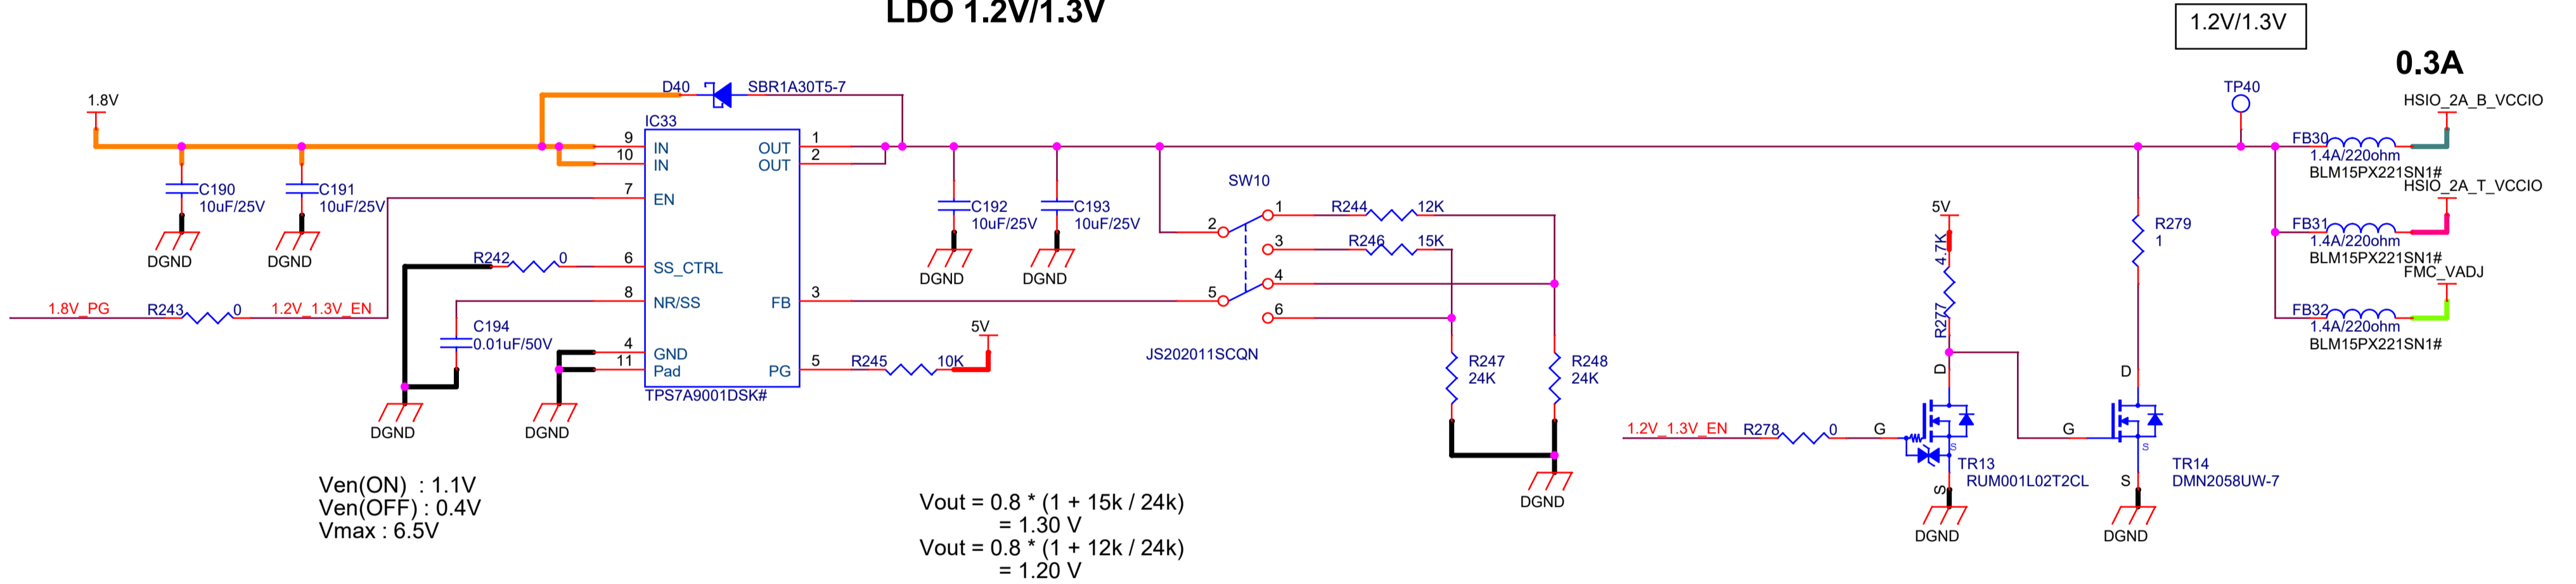 LDO 1.2V/1.3V
1.2V/1.3V
0.3A
1.8V
D40
SBR1A30T5-7
TP40
HSIO_2A_B_VCCIO
IC33
9
IN
10
IN
7
EN
6
SS_CTRL
8
NR/SS
4
GND
11
Pad
OUT
1
OUT
2
FB
3
PG
5
TPS7A9001DSK#
C190
10uF/25V
DGND
C191
10uF/25V
DGND
R242
0
1.8V_PG
R243
0
1.2V_1.3V_EN
C194
0.01uF/50V
DGND
DGND
R245
10K
5V
C192
10uF/25V
DGND
C193
10uF/25V
DGND
SW10
1
2
3
4
5
6
JS202011SCQN
R244
12K
R246
15K
R247
24K
R248
24K
DGND
FB30
1.4A/220ohm
BLM15PX221SN1#
HSIO_2A_T_VCCIO
FB31
1.4A/220ohm
BLM15PX221SN1#
FMC_VADJ
FB32
1.4A/220ohm
BLM15PX221SN1#
5V
4.7K
R277
R279
1
D
D
1.2V_1.3V_EN
R278
0
G
G
S
S
TR13
RUM001L02T2CL
TR14
DMN2058UW-7
S
S
DGND
DGND
Ven(ON) : 1.1V
Ven(OFF) : 0.4V
Vmax : 6.5V
Vout = 0.8 * (1 + 15k / 24k)
= 1.30 V
Vout = 0.8 * (1 + 12k / 24k)
= 1.20 V